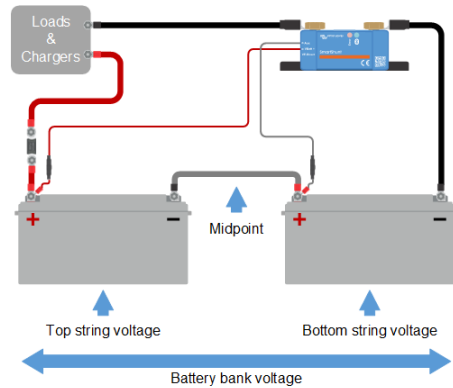 Loads
&
Chargers
+
−
+
−
Midpoint
Top string voltage
Bottom string voltage
Battery bank voltage